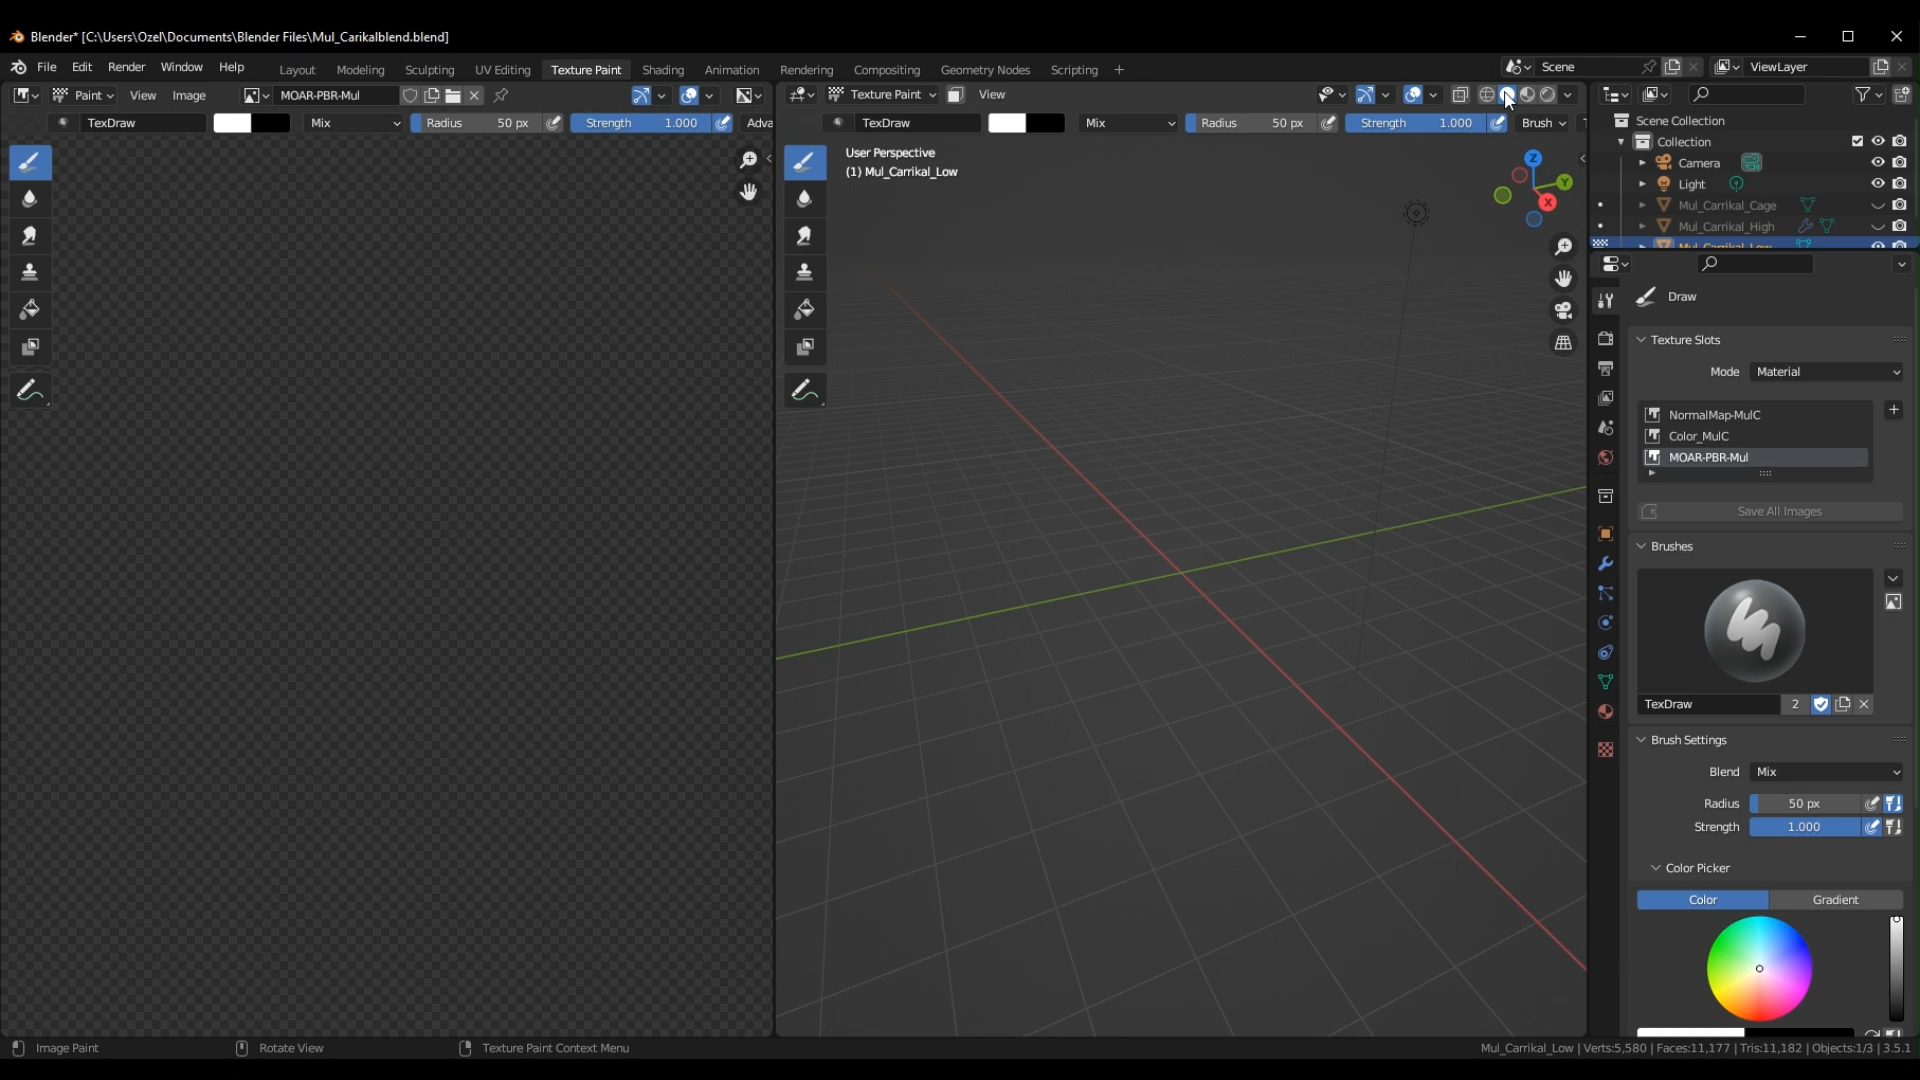 Blender* [C:\Users\Ozel\Documents\Blender Files\Mul_Carikalblend.blend]
File Edit Render Window Help Layout Modeling Sculpting UV Editing Texture Paint Shading Animation Rendering Compositing Geometry Nodes Scripting + Scene ViewLayer
Paint View Image MOAR-PBR-Mul Texture Paint View
TexDraw Mix Radius 50 px Strength 1.000 Adva TexDraw Mix Radius 50 px Strength 1.000 Brush
User Perspective
(1) Mul_Carrikal_Low
Z
Y
X
Scene Collection
Collection
Camera
Light
Mul_Carrikal_Cage
Mul_Carrikal_High
Mul_Carrikal_Low
Draw
Texture Slots
Mode Material
NormalMap-MulC
Color_MulC
MOAR-PBR-Mul
Save All Images
Brushes
TexDraw 2
Brush Settings
Blend Mix
Radius 50 px
Strength 1.000
Color Picker
Color Gradient
Image Paint Rotate View Texture Paint Context Menu Mul_Carrikal_Low | Verts:5,580 | Faces:11,177 | Tris:11,182 | Objects:1/3 | 3.5.1